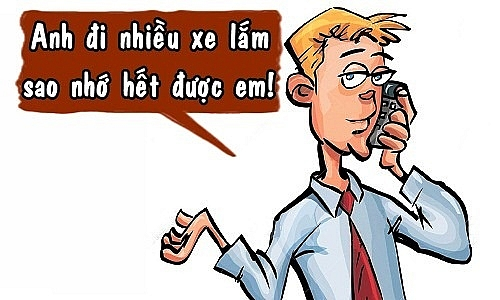 Anh đi nhiều xe lắm
sao nhớ hết được em!